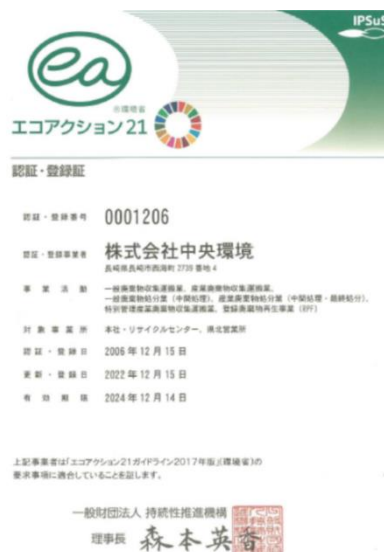 IPSuS
ea
®環境省
エコアクション21
認証・登録証
認証・登録番号 0001206
認証・登録事業者 株式会社中央環境
長崎県長崎市西海町2739番地4
事業活動 一般廃棄物収集運搬業、産業廃棄物収集運搬業、
一般廃棄物処分業（中間処理）、産業廃棄物処分業（中間処理・最終処分）、
特別管理産業廃棄物収集運搬業、登録廃棄物再生事業（RPF）
対象事業所 本社・リサイクルセンター、県北営業所
認証・登録日 2006年12月15日
更新・登録日 2022年12月15日
有効期限 2024年12月14日
上記事業者は「エコアクション21ガイドライン2017年版」（環境省）の
要求事項に適合していることを証します。
一般財団法人 持続性推進機構
理事長 森本英香